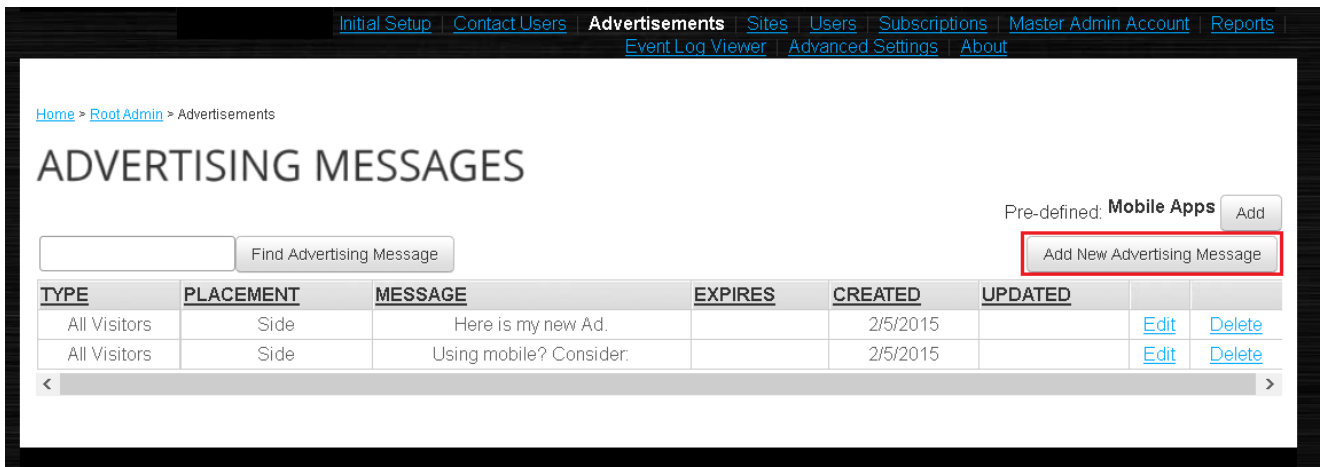 Initial Setup | Contact Users | Advertisements | Sites | Users | Subscriptions | Master Admin Account | Reports |
Event Log Viewer | Advanced Settings | About
Home > Root Admin > Advertisements
ADVERTISING MESSAGES
Pre-defined: Mobile Apps Add
Find Advertising Message Add New Advertising Message
TYPE PLACEMENT MESSAGE EXPIRES CREATED UPDATED
All Visitors Side Here is my new Ad. 2/5/2015 Edit Delete
All Visitors Side Using mobile? Consider: 2/5/2015 Edit Delete